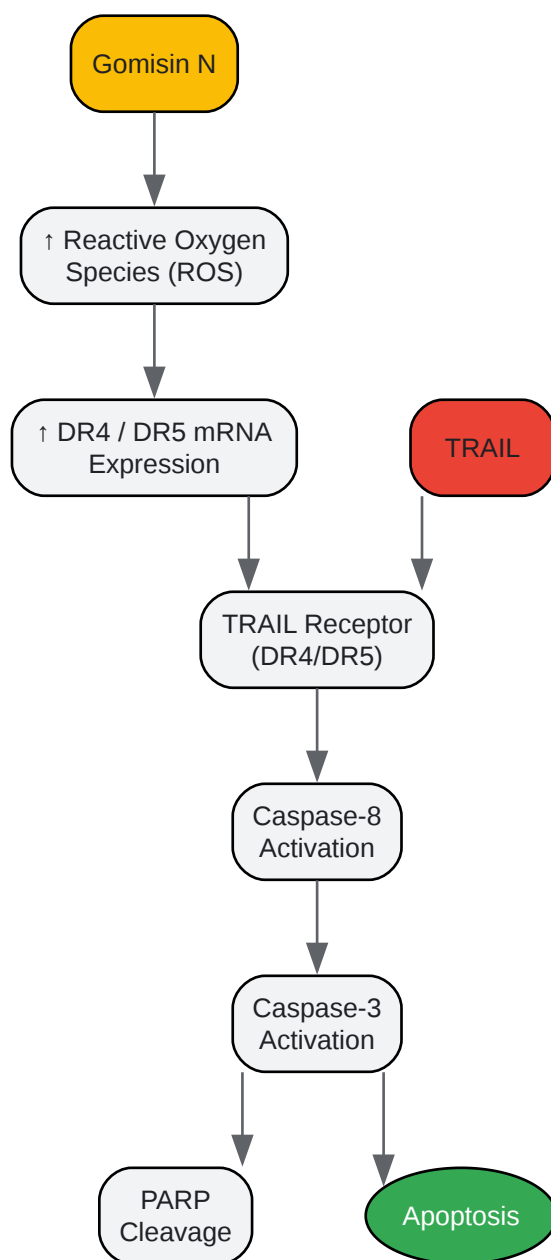 Gomisin N
↑ Reactive Oxygen
Species (ROS)
↑ DR4 / DR5 mRNA
Expression
TRAIL
TRAIL Receptor
(DR4/DR5)
Caspase-8
Activation
Caspase-3
Activation
PARP
Cleavage
Apoptosis